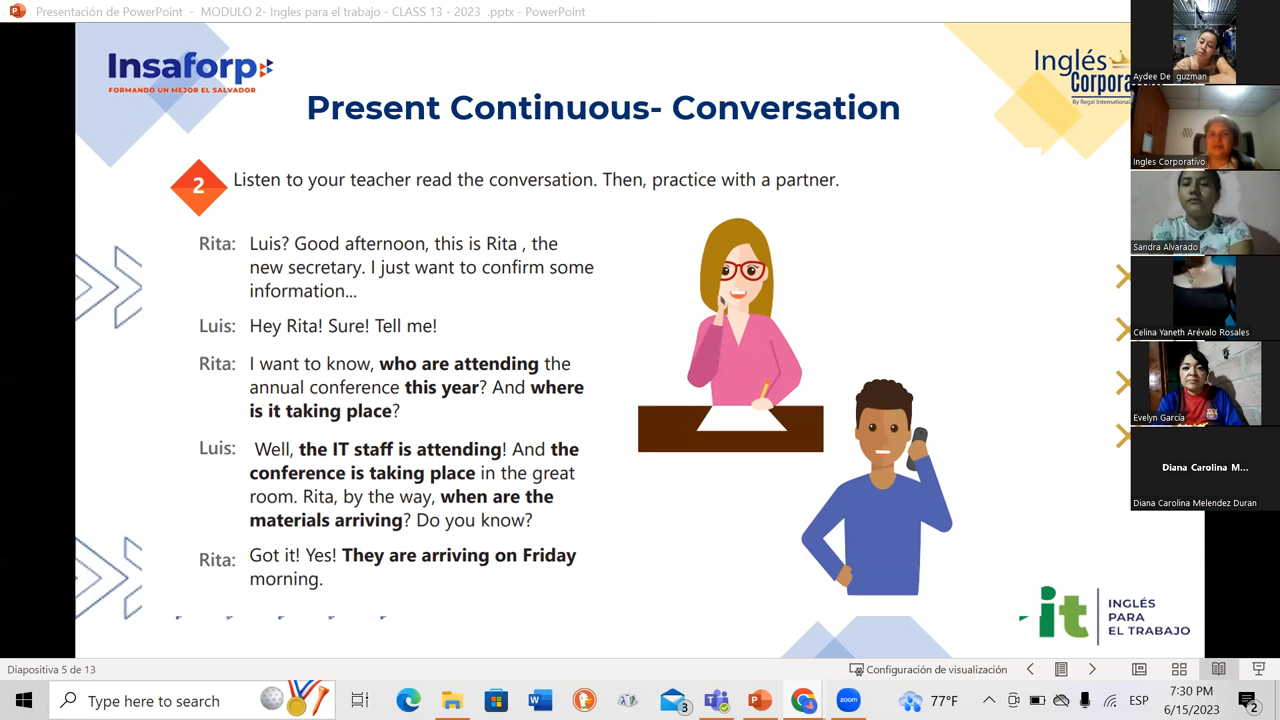 Presentación de PowerPoint - MODULO 2- Ingles para el trabajo - CLASS 13 - 2023 .pptx - PowerPoint
Insaforp
FORMANDO UN MEJOR EL SALVADOR
Inglés
Corpora
By Regal International
Present Continuous- Conversation
2
Listen to your teacher read the conversation. Then, practice with a partner.
Rita: Luis? Good afternoon, this is Rita , the
new secretary. I just want to confirm some
information...
Luis: Hey Rita! Sure! Tell me!
Rita: I want to know, who are attending the
annual conference this year? And where
is it taking place?
Luis: Well, the IT staff is attending! And the
conference is taking place in the great
room. Rita, by the way, when are the
materials arriving? Do you know?
Rita: Got it! Yes! They are arriving on Friday
morning.
it
INGLÉS
PARA
EL TRABAJO
Aydee De guzman
Ingles Corporativo
Sandra Alvarado
Celina Yaneth Arévalo Rosales
Evelyn García
Diana Carolina M...
Diana Carolina Melendez Duran
Diapositiva 5 de 13
Configuración de visualización
Type here to search
3
zoom
77°F
ESP
7:30 PM
6/15/2023
2